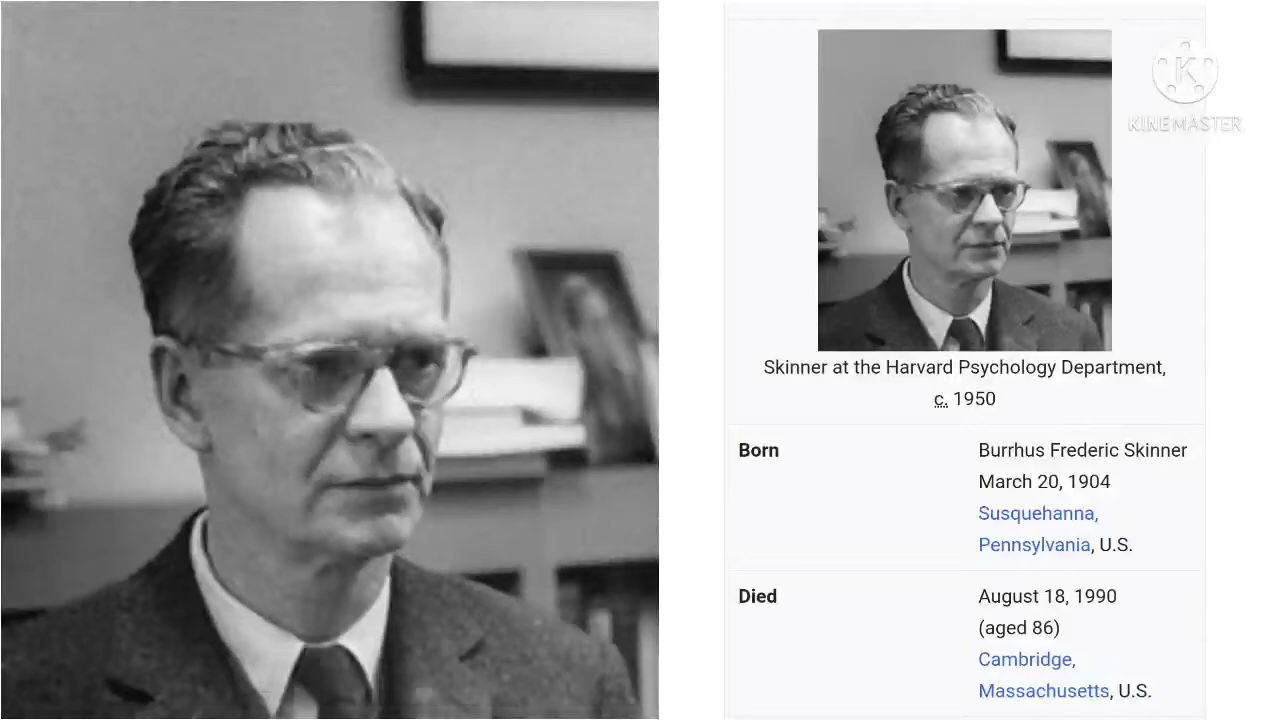 KINEMASTER
Skinner at the Harvard Psychology Department,
c. 1950
Born
Burrhus Frederic Skinner
March 20, 1904
Susquehanna,
Pennsylvania, U.S.
Died
August 18, 1990
(aged 86)
Cambridge,
Massachusetts, U.S.